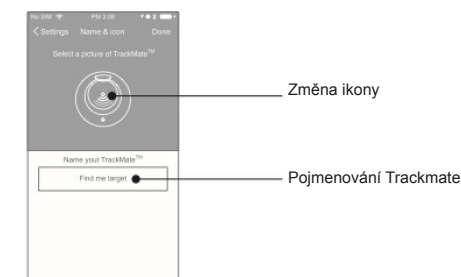 No SIM PM 3:08
Settings Name & icon Done
Select a picture of TrackMate™
Změna ikony
Name yout TrackMate™
Find me target
Pojmenování Trackmate